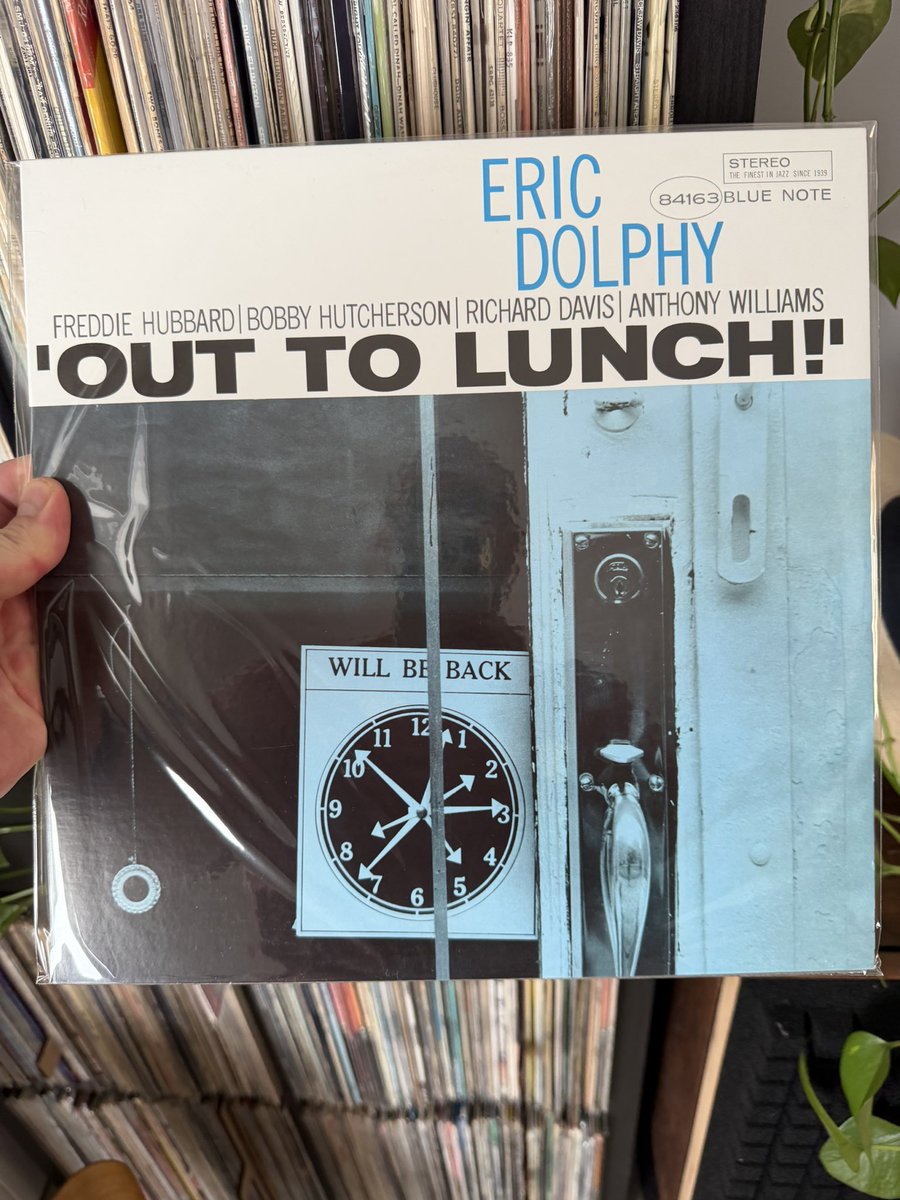 ERIC
DOLPHY
STEREO
THE FINEST IN JAZZ SINCE 1939
84163 BLUE NOTE
FREDDIE HUBBARD|BOBBY HUTCHERSON|RICHARD DAVIS|ANTHONY WILLIAMS
'OUT TO LUNCH!'
WILL BE BACK
12
1
2
3
4
5
6
7
8
9
10
11